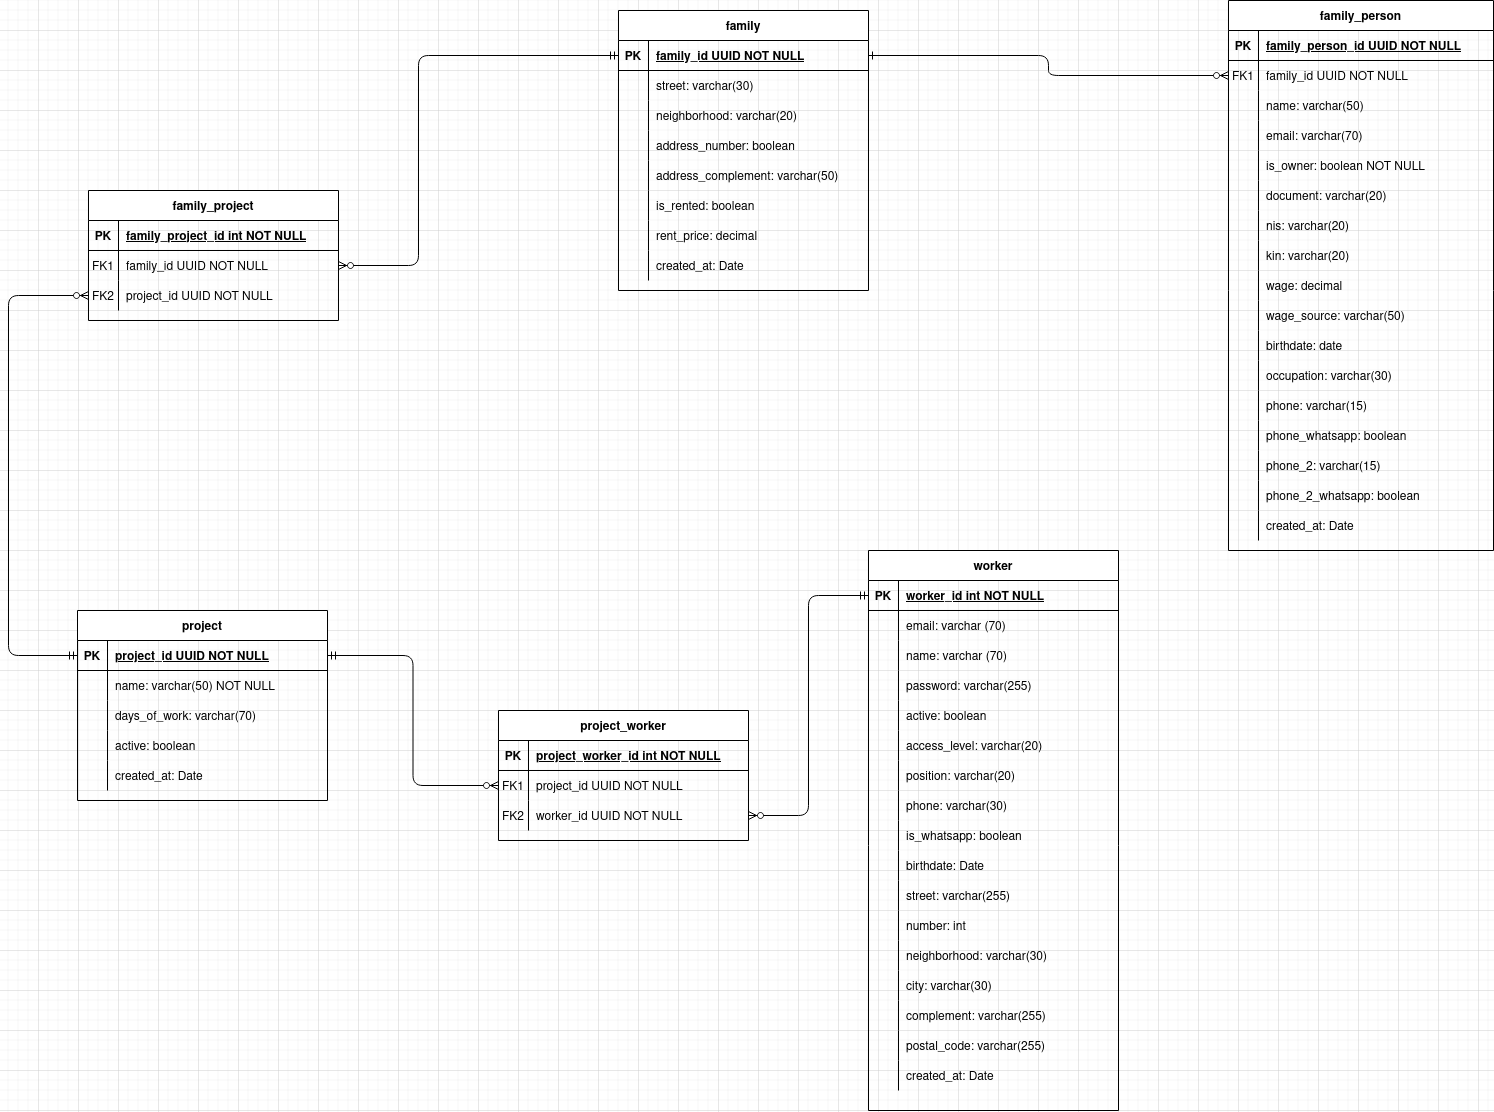 family
PK family_id UUID NOT NULL
street: varchar(30)
neighborhood: varchar(20)
address_number: boolean
address_complement: varchar(50)
is_rented: boolean
rent_price: decimal
created_at: Date
family_person
PK family_person_id UUID NOT NULL
FK1 family_id UUID NOT NULL
name: varchar(50)
email: varchar(70)
is_owner: boolean NOT NULL
document: varchar(20)
nis: varchar(20)
kin: varchar(20)
wage: decimal
wage_source: varchar(50)
birthdate: date
occupation: varchar(30)
phone: varchar(15)
phone_whatsapp: boolean
phone_2: varchar(15)
phone_2_whatsapp: boolean
created_at: Date
family_project
PK family_project_id int NOT NULL
FK1 family_id UUID NOT NULL
FK2 project_id UUID NOT NULL
project
PK project_id UUID NOT NULL
name: varchar(50) NOT NULL
days_of_work: varchar(70)
active: boolean
created_at: Date
project_worker
PK project_worker_id int NOT NULL
FK1 project_id UUID NOT NULL
FK2 worker_id UUID NOT NULL
worker
PK worker_id int NOT NULL
email: varchar (70)
name: varchar (70)
password: varchar(255)
active: boolean
access_level: varchar(20)
position: varchar(20)
phone: varchar(30)
is_whatsapp: boolean
birthdate: Date
street: varchar(255)
number: int
neighborhood: varchar(30)
city: varchar(30)
complement: varchar(255)
postal_code: varchar(255)
created_at: Date